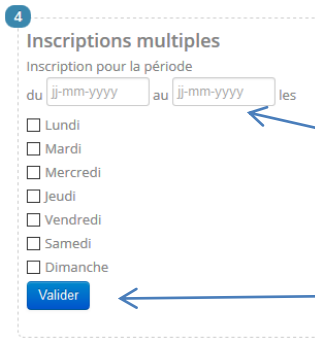 4
Inscriptions multiples
Inscription pour la période
du jj-mm-yyyy au jj-mm-yyyy les
Lundi
Mardi
Mercredi
Jeudi
Vendredi
Samedi
Dimanche
Valider